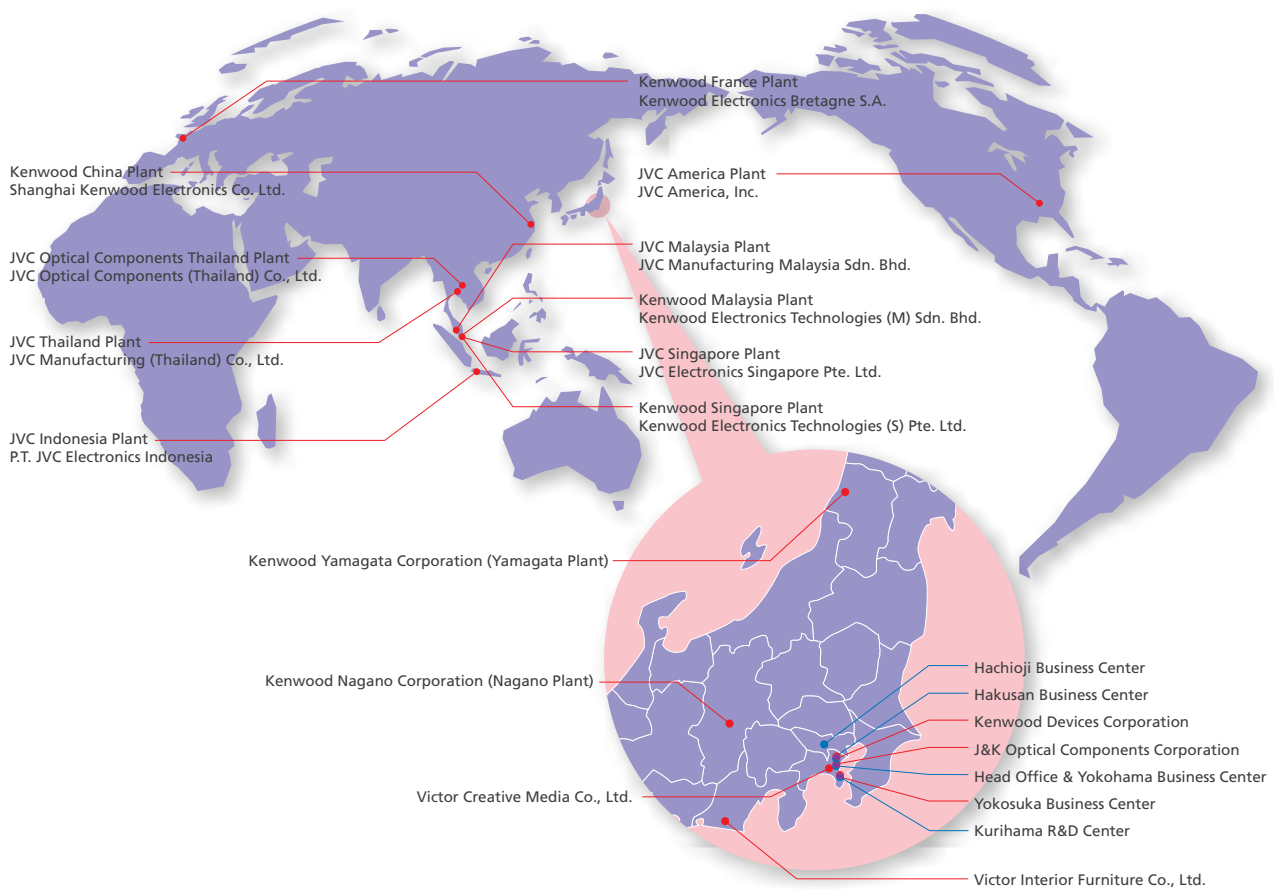 Kenwood France Plant
Kenwood Electronics Bretagne S.A.
Kenwood China Plant
Shanghai Kenwood Electronics Co. Ltd.
JVC America Plant
JVC America, Inc.
JVC Optical Components Thailand Plant
JVC Optical Components (Thailand) Co., Ltd.
JVC Malaysia Plant
JVC Manufacturing Malaysia Sdn. Bhd.
Kenwood Malaysia Plant
Kenwood Electronics Technologies (M) Sdn. Bhd.
JVC Thailand Plant
JVC Manufacturing (Thailand) Co., Ltd.
JVC Singapore Plant
JVC Electronics Singapore Pte. Ltd.
Kenwood Singapore Plant
Kenwood Electronics Technologies (S) Pte. Ltd.
JVC Indonesia Plant
P.T. JVC Electronics Indonesia
Kenwood Yamagata Corporation (Yamagata Plant)
Kenwood Nagano Corporation (Nagano Plant)
Victor Creative Media Co., Ltd.
Hachioji Business Center
Hakusan Business Center
Kenwood Devices Corporation
J&K Optical Components Corporation
Head Office & Yokohama Business Center
Yokosuka Business Center
Kurihama R&D Center
Victor Interior Furniture Co., Ltd.